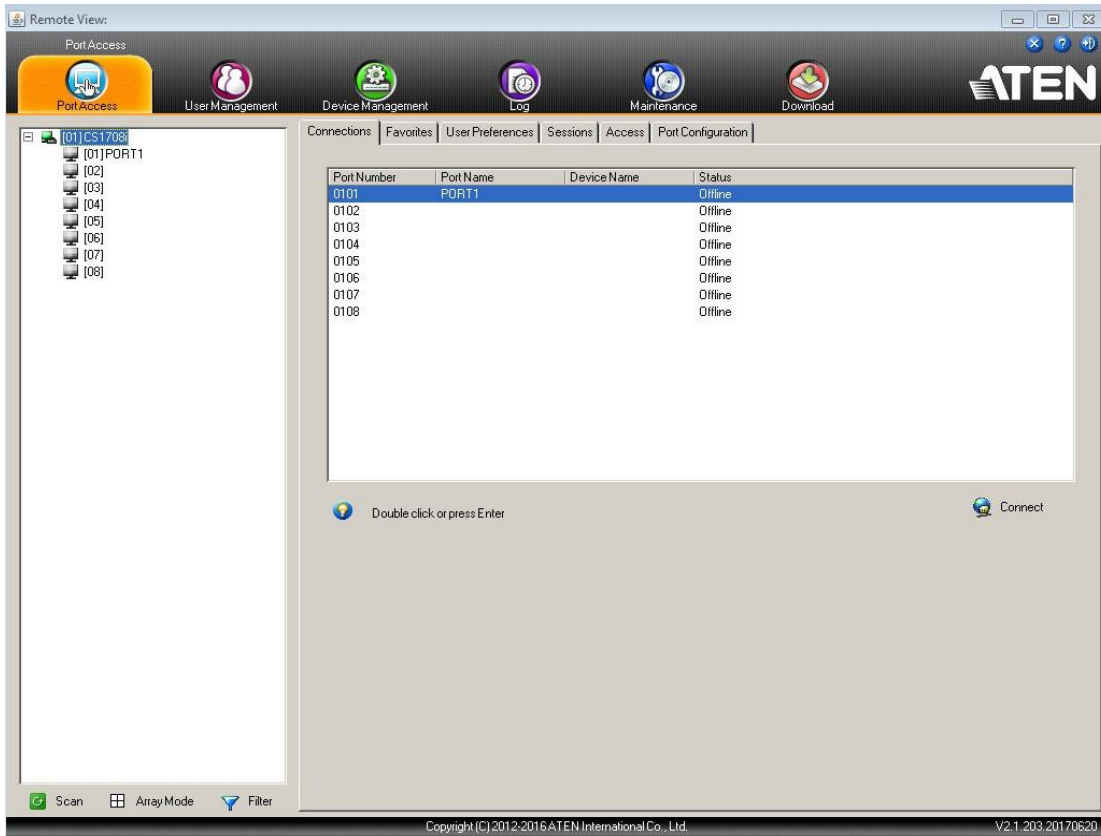 Remote View:
Port Access
ATEN
Port Access
User Management
Device Management
Log
Maintenance
Download
[01]CS1708i
[01]PORT1
[02]
[03]
[04]
[05]
[06]
[07]
[08]
Connections Favorites User Preferences Sessions Access Port Configuration
Port Number Port Name Device Name Status
0101 PORT1 Offline
0102 Offline
0103 Offline
0104 Offline
0105 Offline
0106 Offline
0107 Offline
0108 Offline
Double click or press Enter
Connect
Scan Array Mode Filter
Copyright (C) 2012-2016 ATEN International Co., Ltd.
V2.1.203.20170620